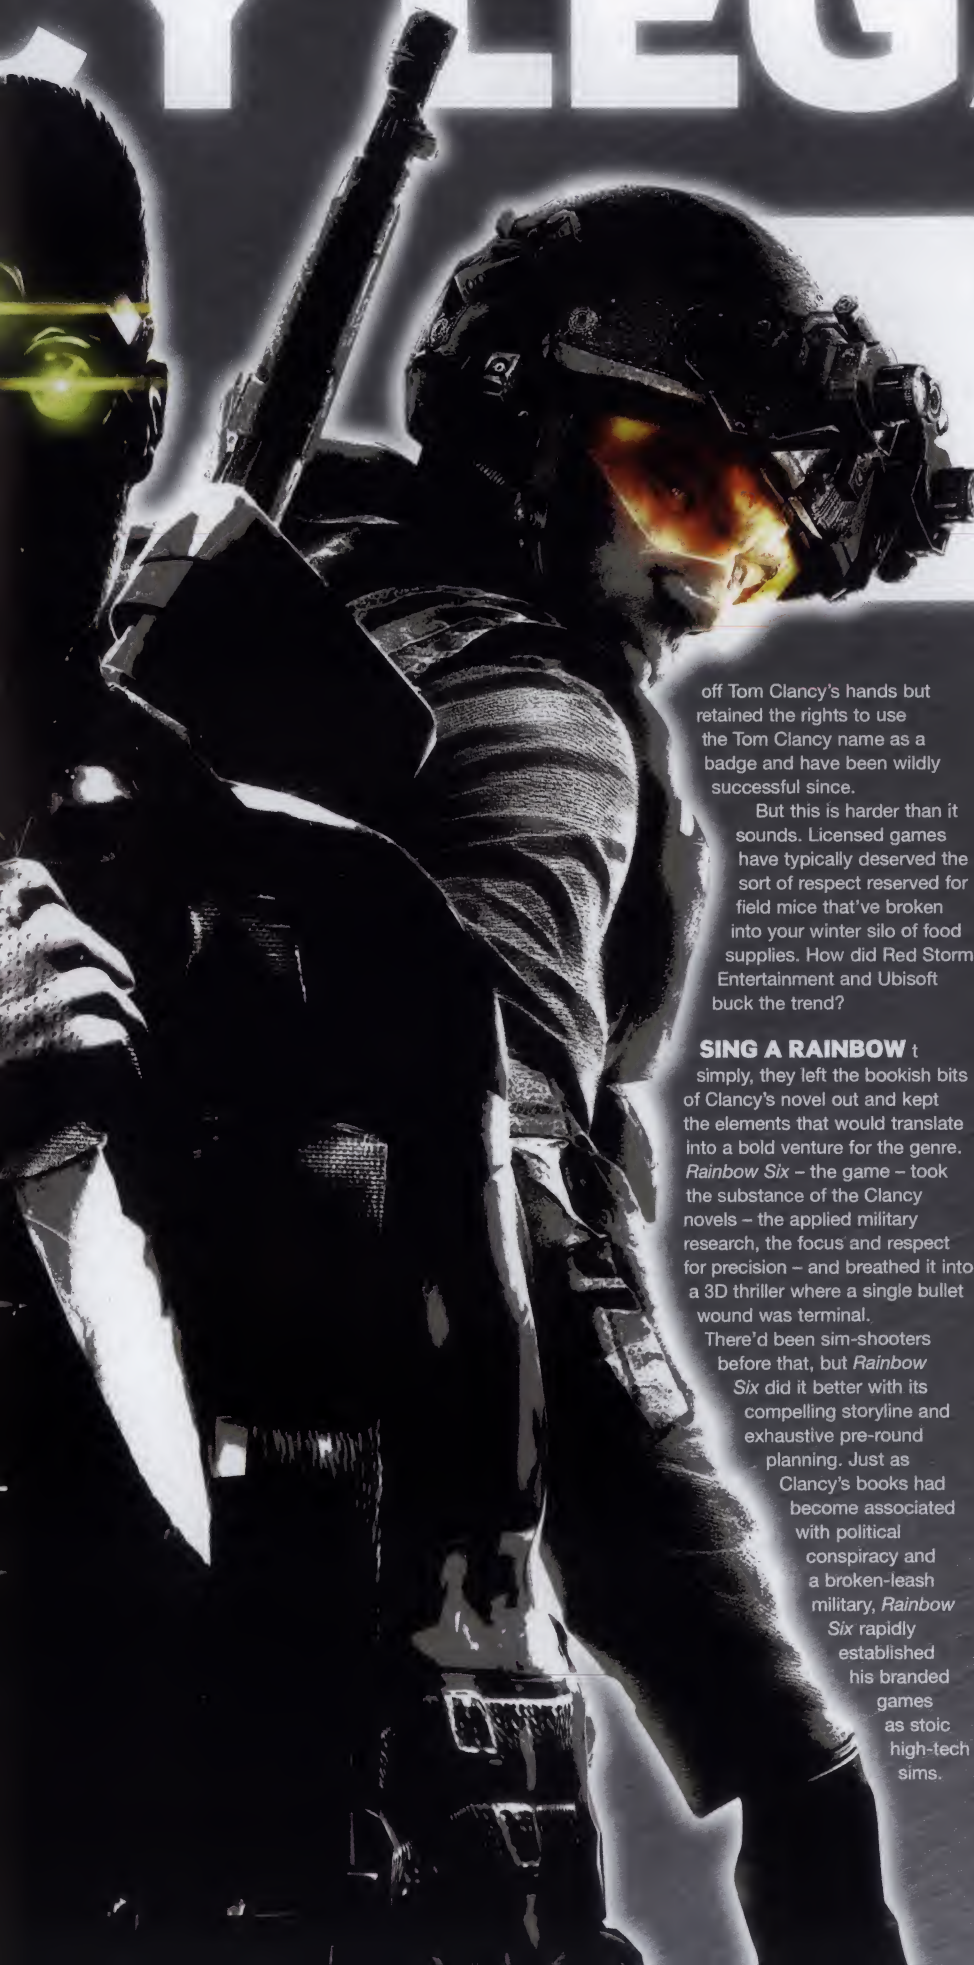 Y LEG
off Tom Clancy's hands but
retained the rights to use
the Tom Clancy name as a
badge and have been wildly
successful since.
But this is harder than it
sounds. Licensed games
have typically deserved the
sort of respect reserved for
field mice that've broken
into your winter silo of food
supplies. How did Red Storm
Entertainment and Ubisoft
buck the trend?
SING A RAINBOW t
simply, they left the bookish bits
of Clancy's novel out and kept
the elements that would translate
into a bold venture for the genre.
Rainbow Six – the game – took
the substance of the Clancy
novels – the applied military
research, the focus and respect
for precision – and breathed it into
a 3D thriller where a single bullet
wound was terminal.
There'd been sim-shooters
before that, but Rainbow
Six did it better with its
compelling storyline and
exhaustive pre-round
planning. Just as
Clancy's books had
become associated
with political
conspiracy and
a broken-leash
military, Rainbow
Six rapidly
established
his branded
games
as stoic
high-tech
sims.